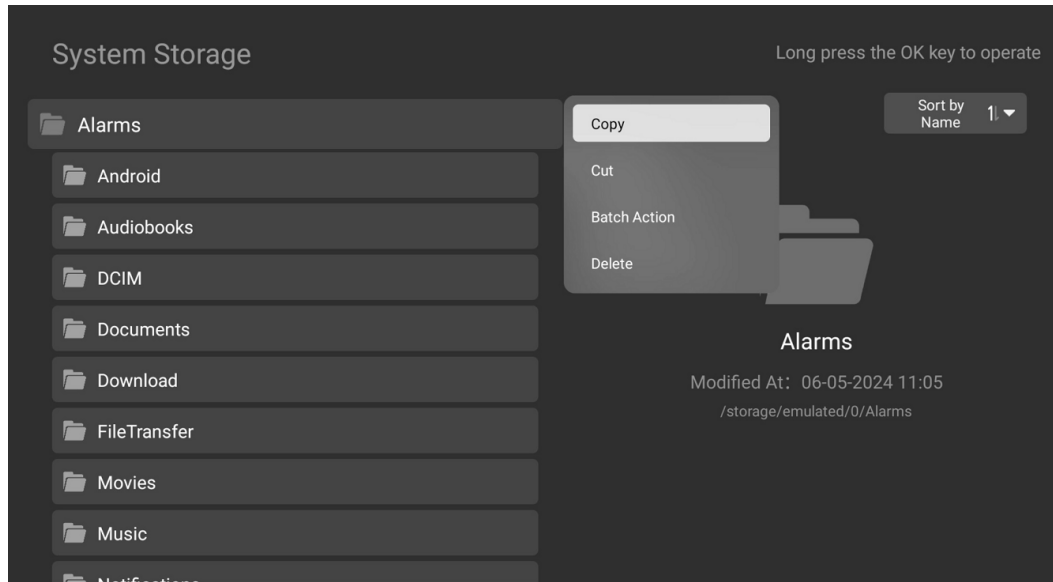 System Storage
Long press the OK key to operate
Alarms
Copy
Sort by
Name
Android
Cut
Audiobooks
Batch Action
DCIM
Delete
Documents
Alarms
Download
Modified At: 06-05-2024 11:05
/storage/emulated/0/Alarms
FileTransfer
Movies
Music
Notifications